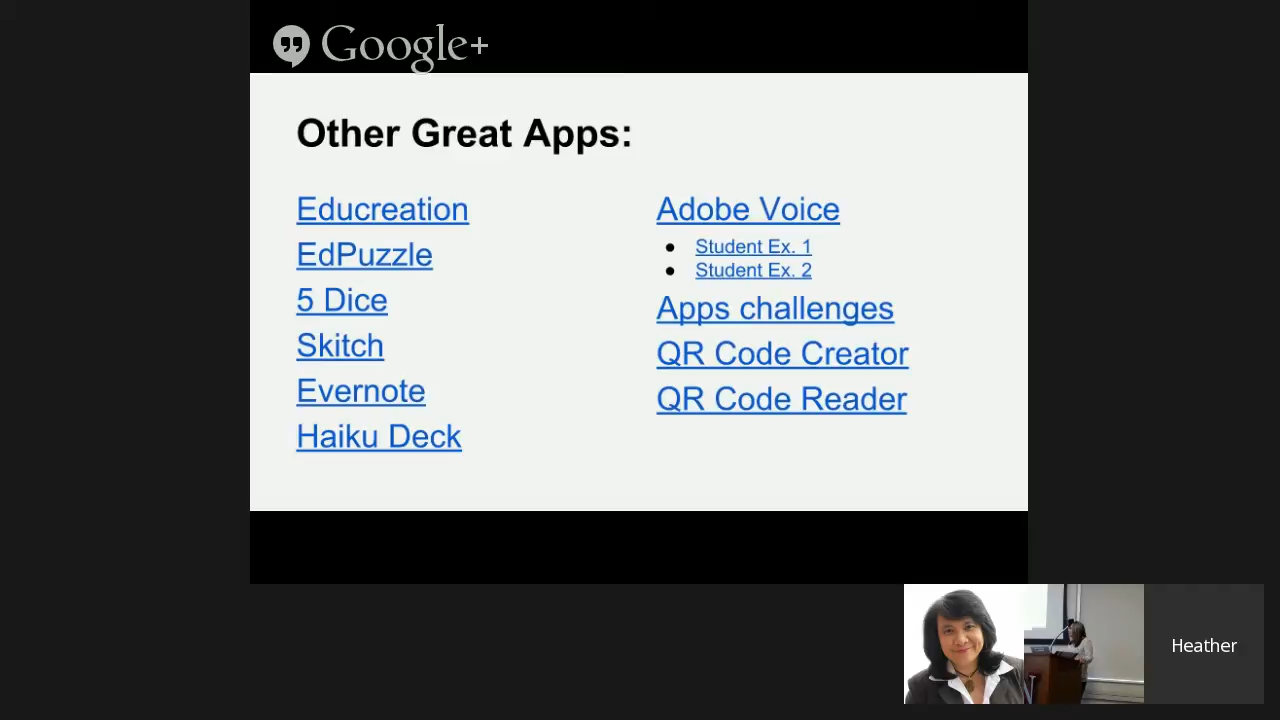 Google+
Other Great Apps:
Educreation
EdPuzzle
5 Dice
Skitch
Evernote
Haiku Deck
Adobe Voice
Student Ex. 1
Student Ex. 2
Apps challenges
QR Code Creator
QR Code Reader
Heather